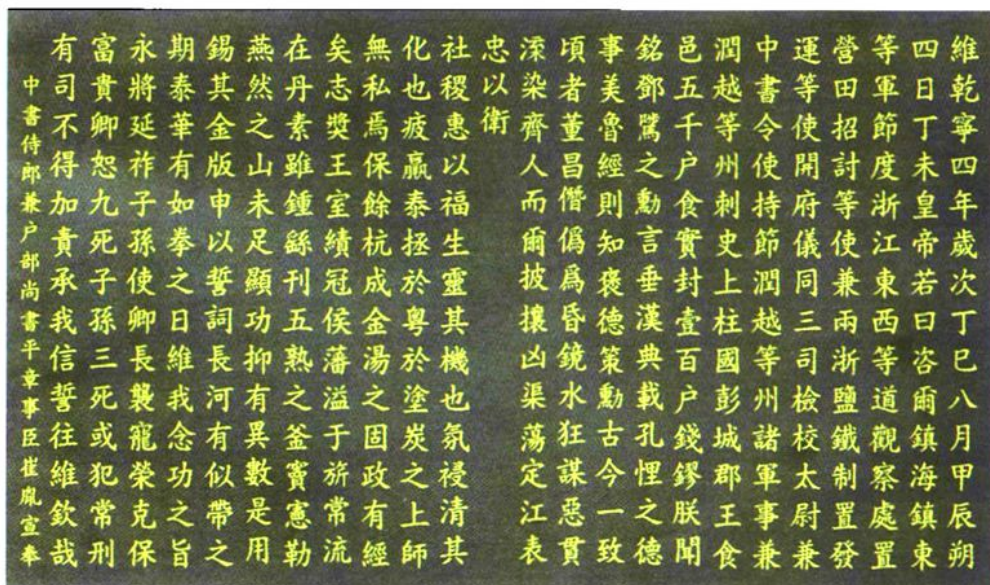 維乾寧四年歲次丁巳八月甲辰朔
四日丁未皇帝若曰咨爾鎮海鎮東
等軍節度浙江東西等道觀察處置
營田招討等使兼兩浙鹽鐵制置發
運等使開府儀同三司檢校太尉兼
中書令使持節潤越等州諸軍事兼
潤越等州刺史上柱國彭城郡王食
邑五千户食實封壹百户錢鏐朕聞
銘鄧騭之勳言垂漢典載孔悝之德
事美魯經則知褒德策勳古今一致
頃者董昌僭僞爲昏鏡水狂謀惡貫
渫染齊人而爾披攘凶渠蕩定江表
忠以衛
社稷惠以福生靈其機也氛祲清其
化也疲羸泰拯於粤於塗炭之上師
無私焉保餘杭成金湯之固政有經
矣志奬王室績冠侯藩溢于旂常流
在丹素雖鍾繇刊五熟之釜竇憲勒
燕然之山未足顯功抑有異數是用
錫其金版申以誓詞長河有似帶之
期泰華有如拳之日維我念功之旨
永將延祚子孫使卿長襲寵榮克保
富貴卿恕九死子孫三死或犯常刑
有司不得加責承我信誓往維欽哉
中書侍郎兼户部尚書平章事臣崔胤宣奉